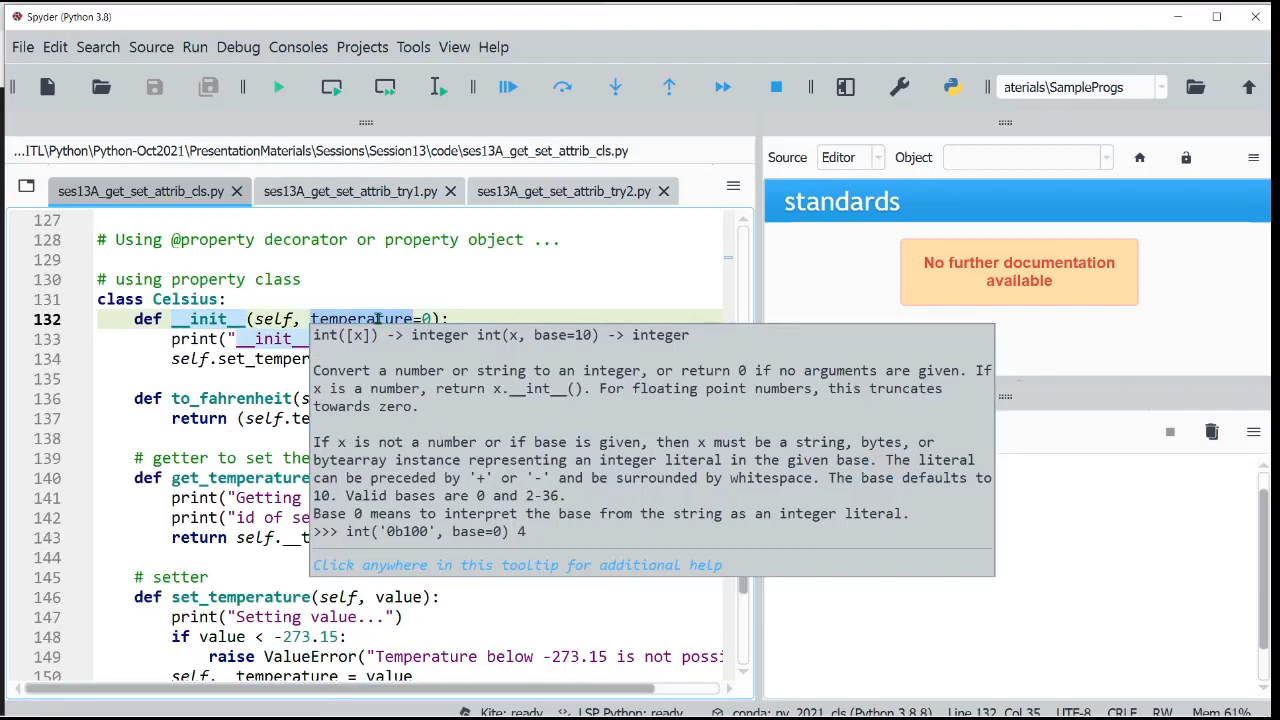 Spyder (Python 3.8)
File Edit Search Source Run Debug Consoles Projects Tools View Help
aterials\SampleProgs
...ITL\Python\Python-Oct2021\PresentationMaterials\Sessions\Session13\code\ses13A_get_set_attrib_cls.py
ses13A_get_set_attrib_cls.py ses13A_get_set_attrib_try1.py ses13A_get_set_attrib_try2.py
127
128 # Using @property decorator or property object ...
129
130 # using property class
131 class Celsius:
132 def __init__(self, temperature=0):
133 print("__init__
134 self.set_temper
135
136 def to_fahrenheit(s
137 return (self.te
138
139 # getter to set the
140 def get_temperature
141 print("Getting
142 print("id of se
143 return self.__t
144
145 # setter
146 def set_temperature(self, value):
147 print("Setting value...")
148 if value < -273.15:
149 raise ValueError("Temperature below -273.15 is not possi
150 self.__temperature = value
int([x]) -> integer int(x, base=10) -> integer
Convert a number or string to an integer, or return 0 if no arguments are given. If
x is a number, return x.__int__(). For floating point numbers, this truncates
towards zero.
If x is not a number or if base is given, then x must be a string, bytes, or
bytearray instance representing an integer literal in the given base. The literal
can be preceded by '+' or '-' and be surrounded by whitespace. The base defaults to
10. Valid bases are 0 and 2-36.
Base 0 means to interpret the base from the string as an integer literal.
>>> int('0b100', base=0) 4
Click anywhere in this tooltip for additional help
Source Editor Object
standards
No further documentation
available
Kite: ready LSP Python: ready conda: py_2021_cls (Python 3.8.8) Line 132, Col 35 UTF-8 CRLF RW Mem 61%